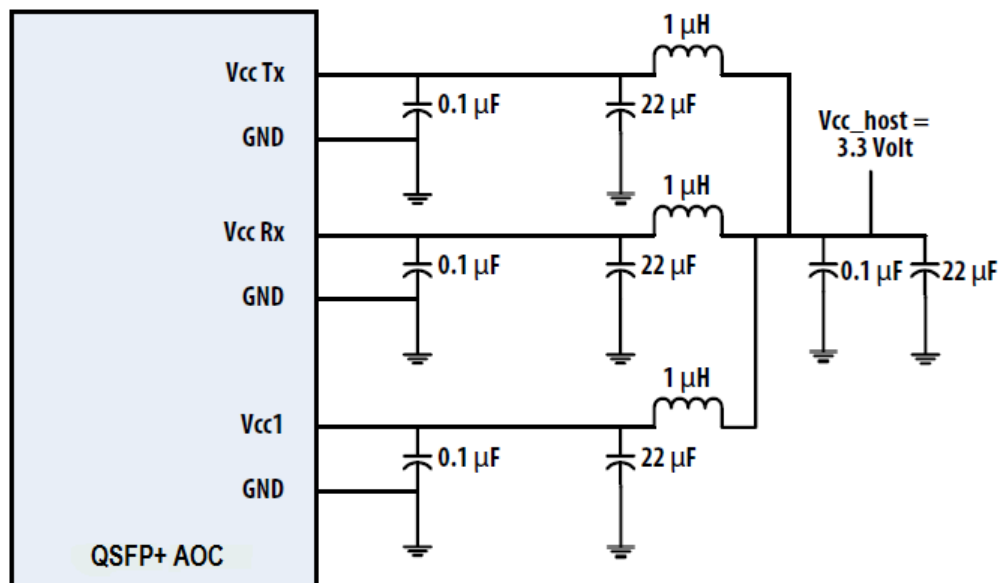 1 μH
Vcc Tx
0.1 μF
22 μF
GND
Vcc_host =
3.3 Volt
1 μH
Vcc Rx
0.1 μF
22 μF
0.1 μF
22 μF
GND
1 μH
Vcc1
0.1 μF
22 μF
GND
QSFP+ AOC